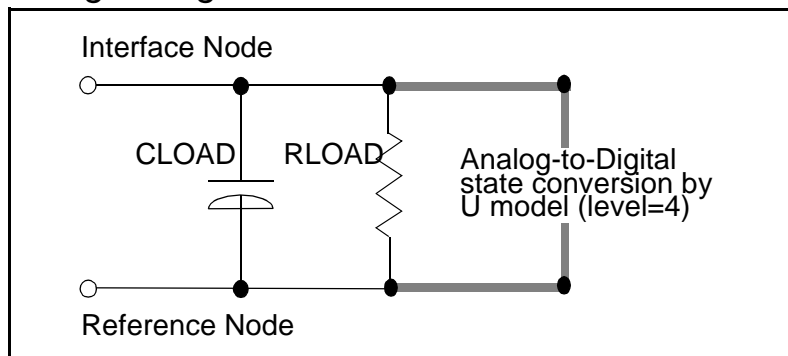 Interface Node
CLOAD
RLOAD
Analog-to-Digital
state conversion by
U model (level=4)
Reference Node